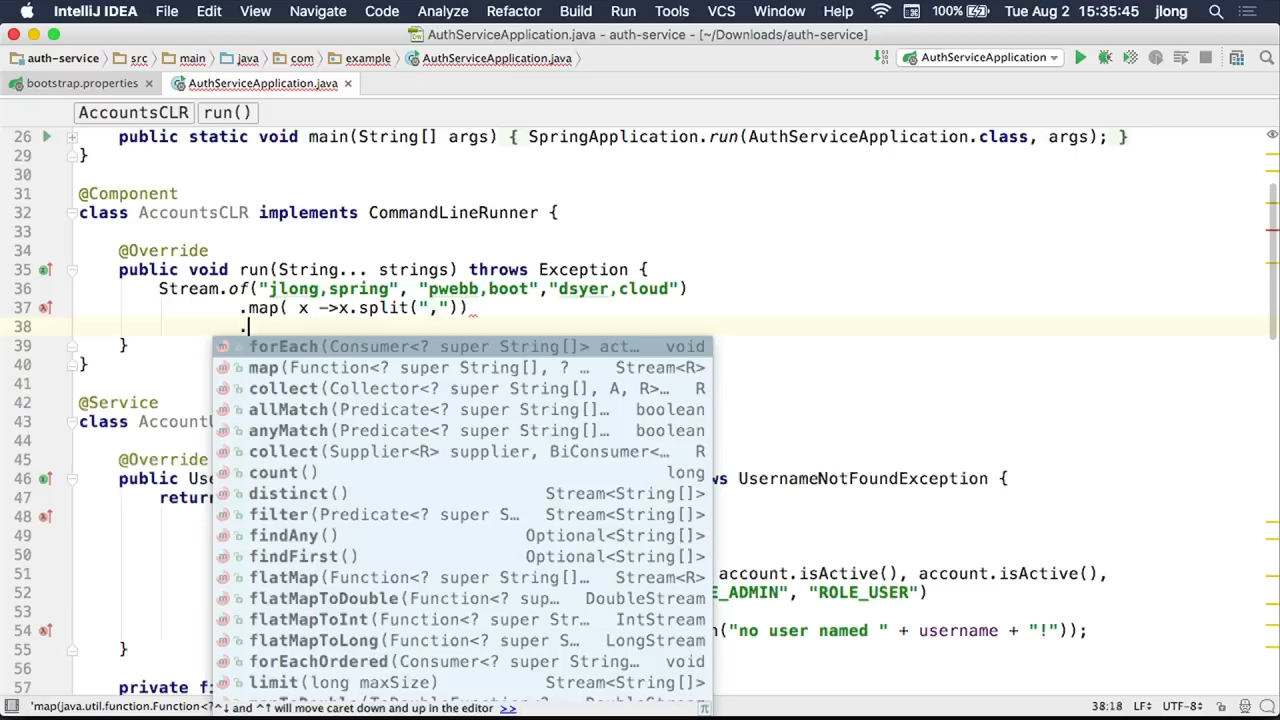 IntelliJ IDEA File Edit View Navigate Code Analyze Refactor Build Run Tools VCS Window Help 100% Tue Aug 2 15:35:45 jlong
AuthServiceApplication.java - auth-service - [~/Downloads/auth-service]
auth-service src main java com example AuthServiceApplication.java AuthServiceApplication
bootstrap.properties AuthServiceApplication.java
AccountsCLR run()
26 public static void main(String[] args) { SpringApplication.run(AuthServiceApplication.class, args); }
29 }
30
31 @Component
32 class AccountsCLR implements CommandLineRunner {
33
34 @Override
35 public void run(String... strings) throws Exception {
36 Stream.of("jlong,spring", "pwebb,boot","dsyer,cloud")
37 .map( x ->x.split(","))
38 .
39 }
40 }
41
42 @Service
43 class Account
44
45 @Override
46 public Us ws UsernameNotFoundException {
47 return
48
49
50
51 account.isActive(), account.isActive(),
52 E_ADMIN", "ROLE_USER")
53
54 ("no user named " + username + "!"));
55 }
56
57 private fi
forEach(Consumer<? super String[]> act… void
map(Function<? super String[], ? … Stream<R>
collect(Collector<? super String[], A, R>… R
allMatch(Predicate<? super String[]… boolean
anyMatch(Predicate<? super String[]… boolean
collect(Supplier<R> supplier, BiConsumer<… R
count() long
distinct() Stream<String[]>
filter(Predicate<? super S… Stream<String[]>
findAny() Optional<String[]>
findFirst() Optional<String[]>
flatMap(Function<? super String[]… Stream<R>
flatMapToDouble(Function<? sup… DoubleStream
flatMapToInt(Function<? super Str… IntStream
flatMapToLong(Function<? super S… LongStream
forEachOrdered(Consumer<? super String… void
limit(long maxSize) Stream<String[]>
^↓ and ^↑ will move caret down and up in the editor >> π
'map(java.util.function.Function<? 38:18 LF÷ UTF-8÷